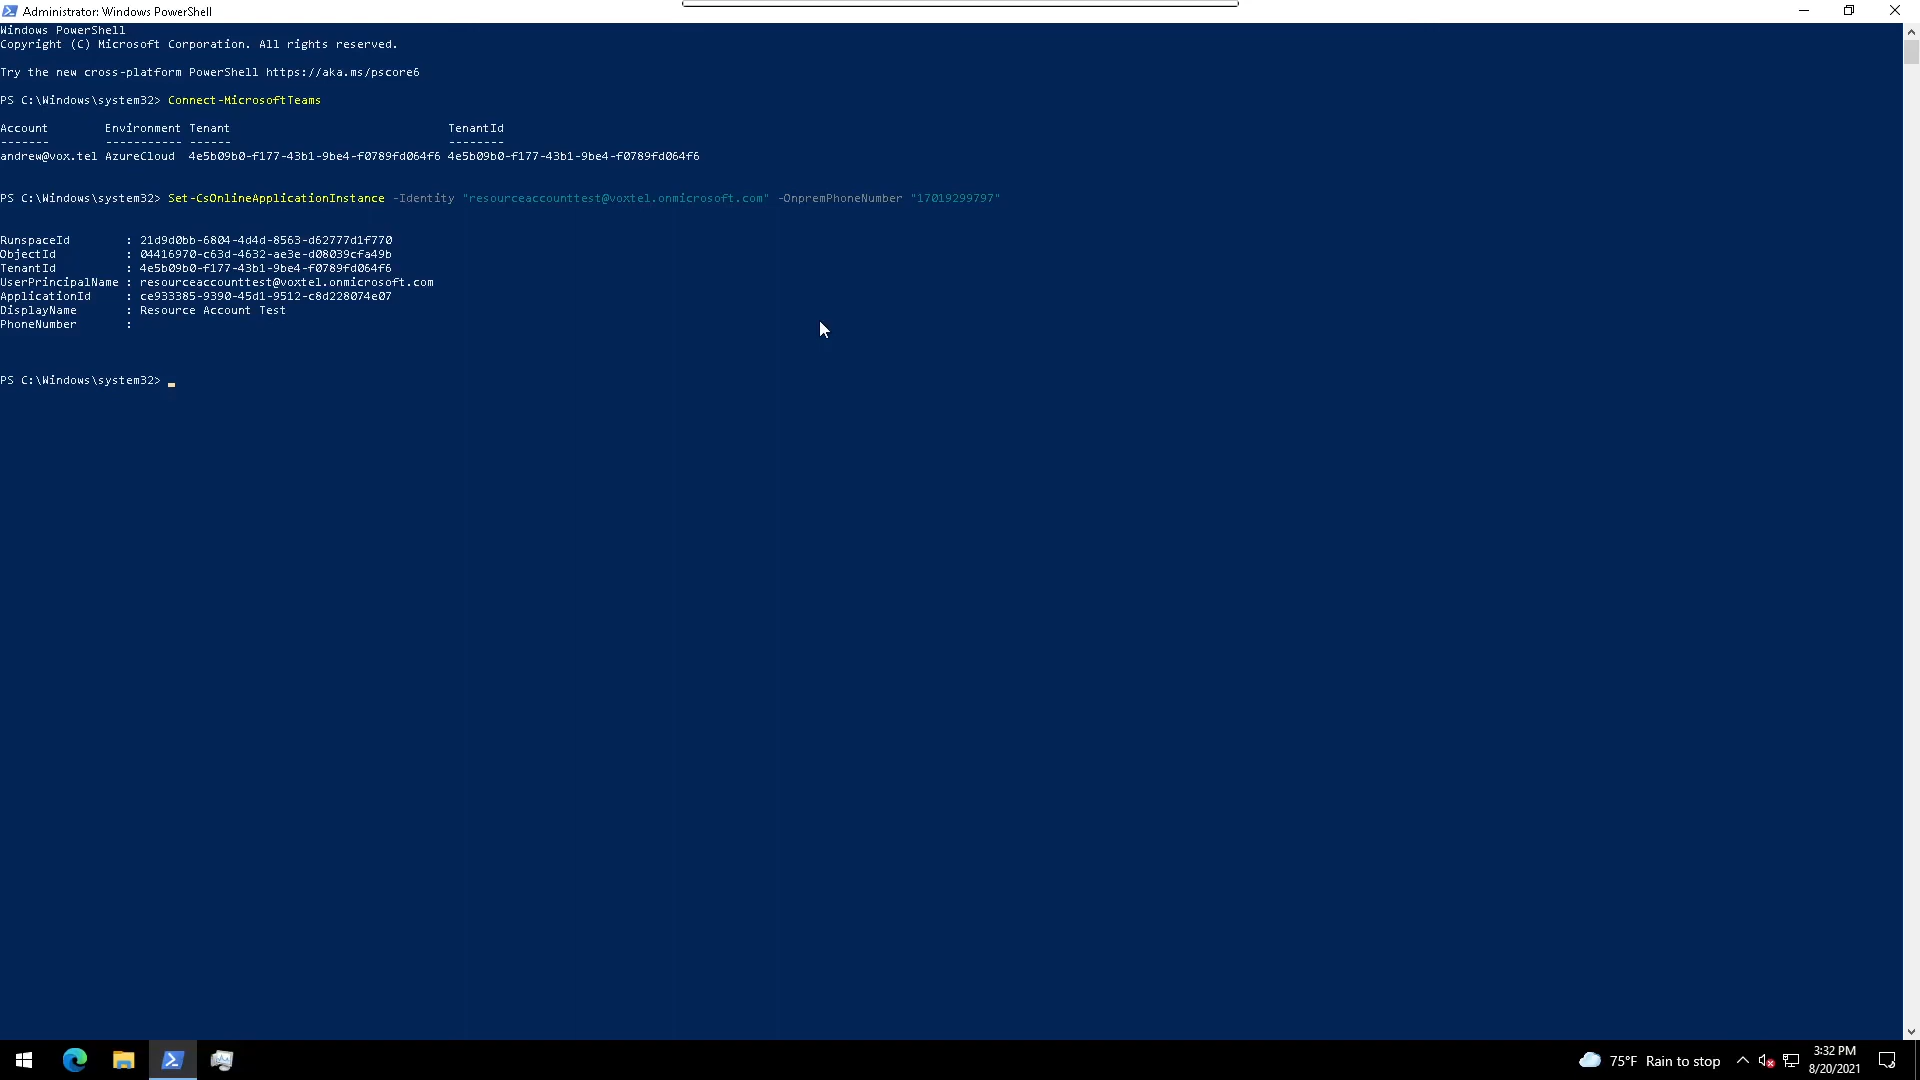 Administrator: Windows PowerShell
Windows PowerShell
Copyright (C) Microsoft Corporation. All rights reserved.
Try the new cross-platform PowerShell https://aka.ms/pscore6
PS C:\Windows\system32> Connect-MicrosoftTeams
Account Environment Tenant TenantId
------- ----------- ------ --------
andrew@vox.tel AzureCloud 4e5b09b0-f177-43b1-9be4-f0789fd064f6 4e5b09b0-f177-43b1-9be4-f0789fd064f6
PS C:\Windows\system32> Set-CsOnlineApplicationInstance -Identity "resourceaccounttest@voxtel.onmicrosoft.com" -OnpremPhoneNumber "17019299797"
RunspaceId : 21d9d0bb-6804-4d4d-8563-d62777d1f770
ObjectId : 04416970-c63d-4632-ae3e-d08039cfa49b
TenantId : 4e5b09b0-f177-43b1-9be4-f0789fd064f6
UserPrincipalName : resourceaccounttest@voxtel.onmicrosoft.com
ApplicationId : ce933385-9390-45d1-9512-c8d228074e07
DisplayName : Resource Account Test
PhoneNumber :
PS C:\Windows\system32> _
75°F Rain to stop
3:32 PM
8/20/2021